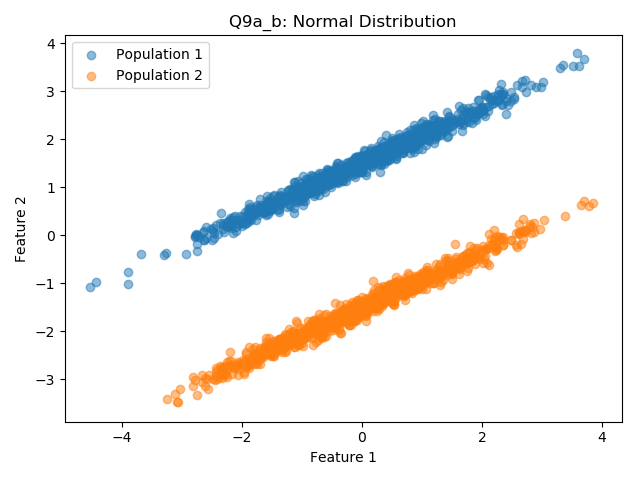 Q9a_b: Normal Distribution
Population 1
Population 2
4
3
2
1
0
−1
−2
−3
Feature 2
−4
−2
0
2
4
Feature 1